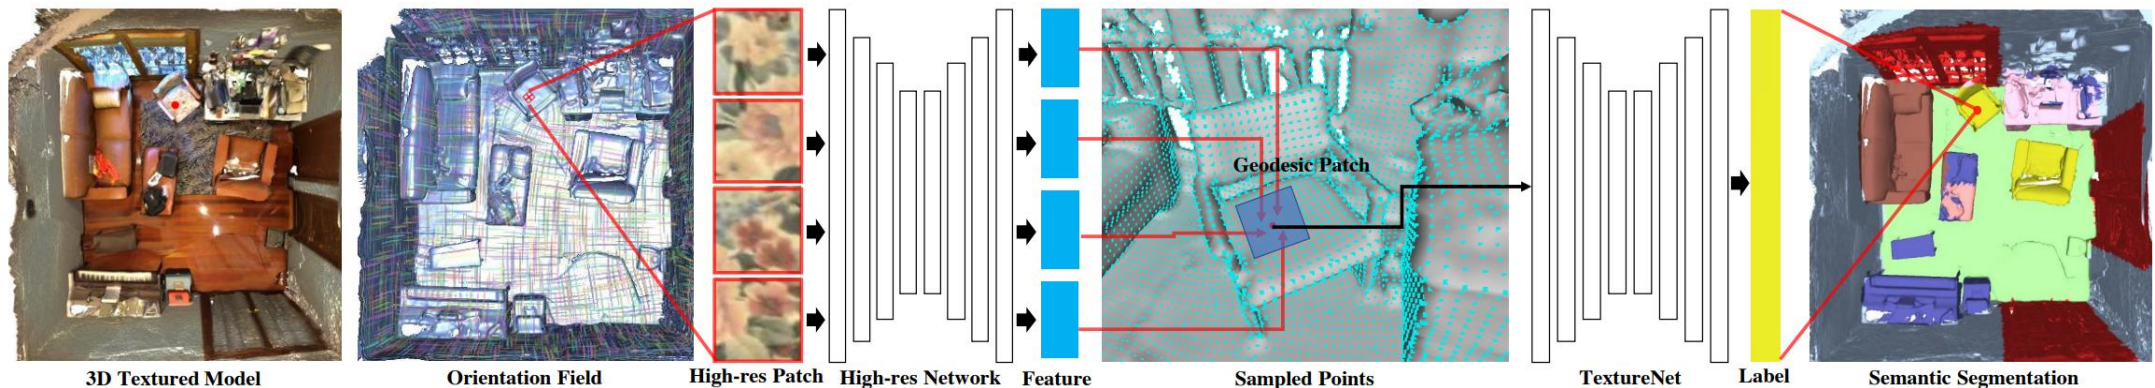 Geodesic Patch
3D Textured Model
Orientation Field
High-res Patch
High-res Network
Feature
Sampled Points
TextureNet
Label
Semantic Segmentation